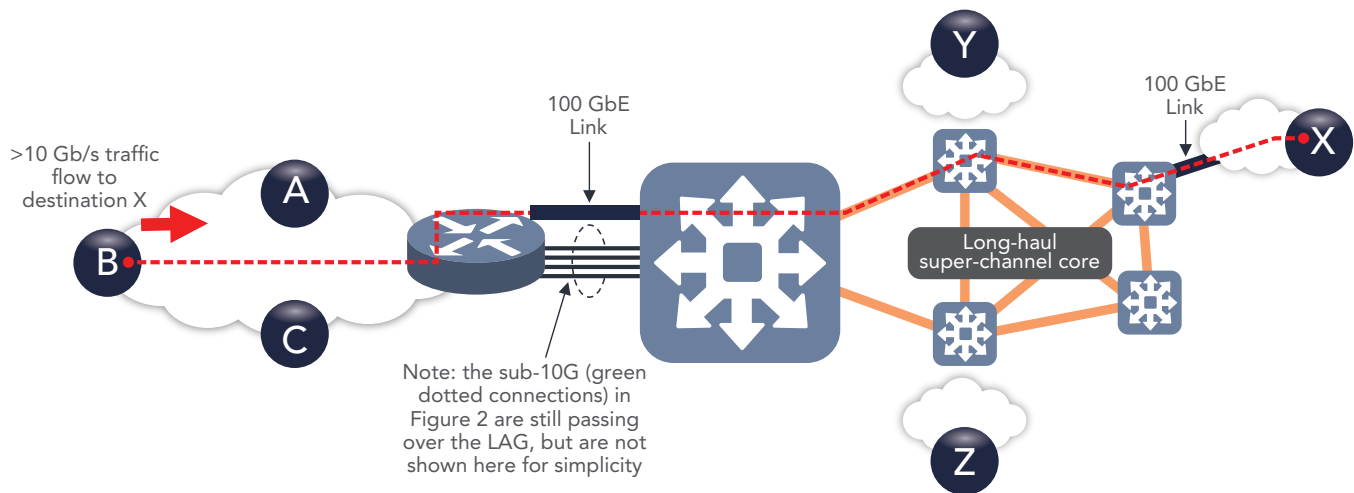 Y
100 GbE
Link
100 GbE
Link
X
>10 Gb/s traffic
flow to
destination X
A
B
C
Long-haul
super-channel core
Note: the sub-10G (green
dotted connections) in
Figure 2 are still passing
over the LAG, but are not
shown here for simplicity
Z